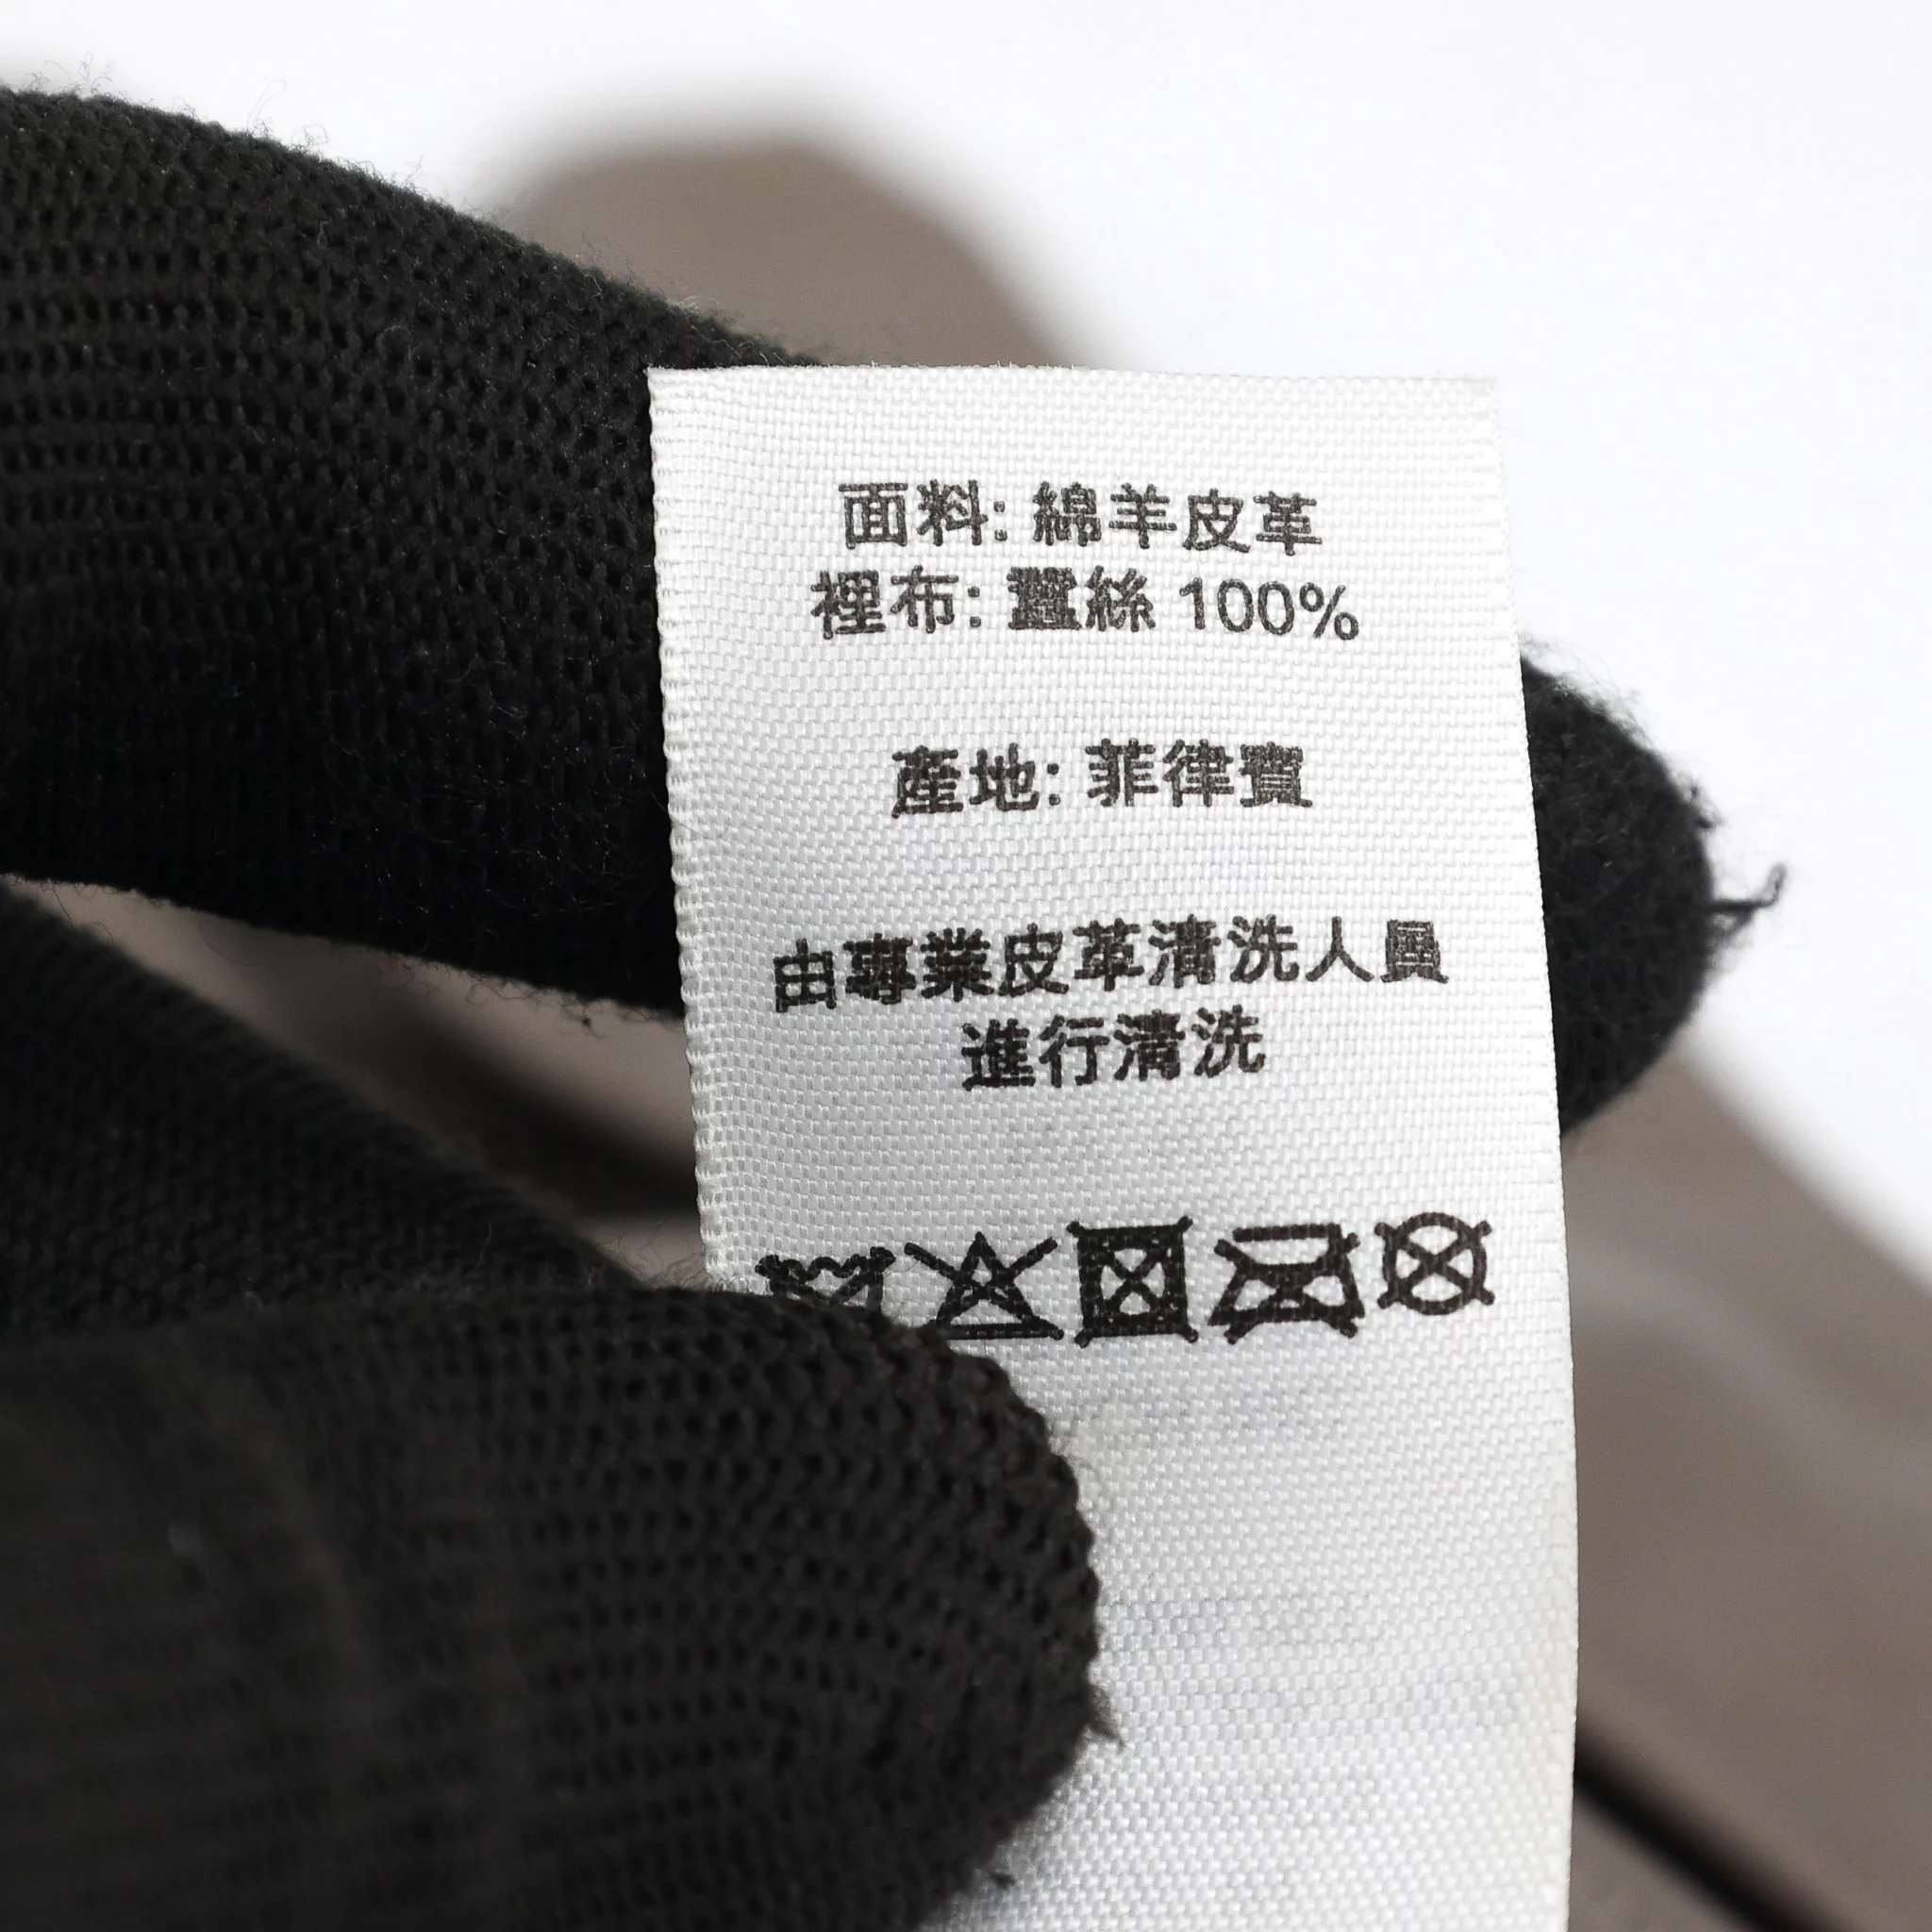 面料: 綿羊皮革
裡布: 蠶絲 100%
產地: 菲律賓
由專業皮革清洗人員
進行清洗